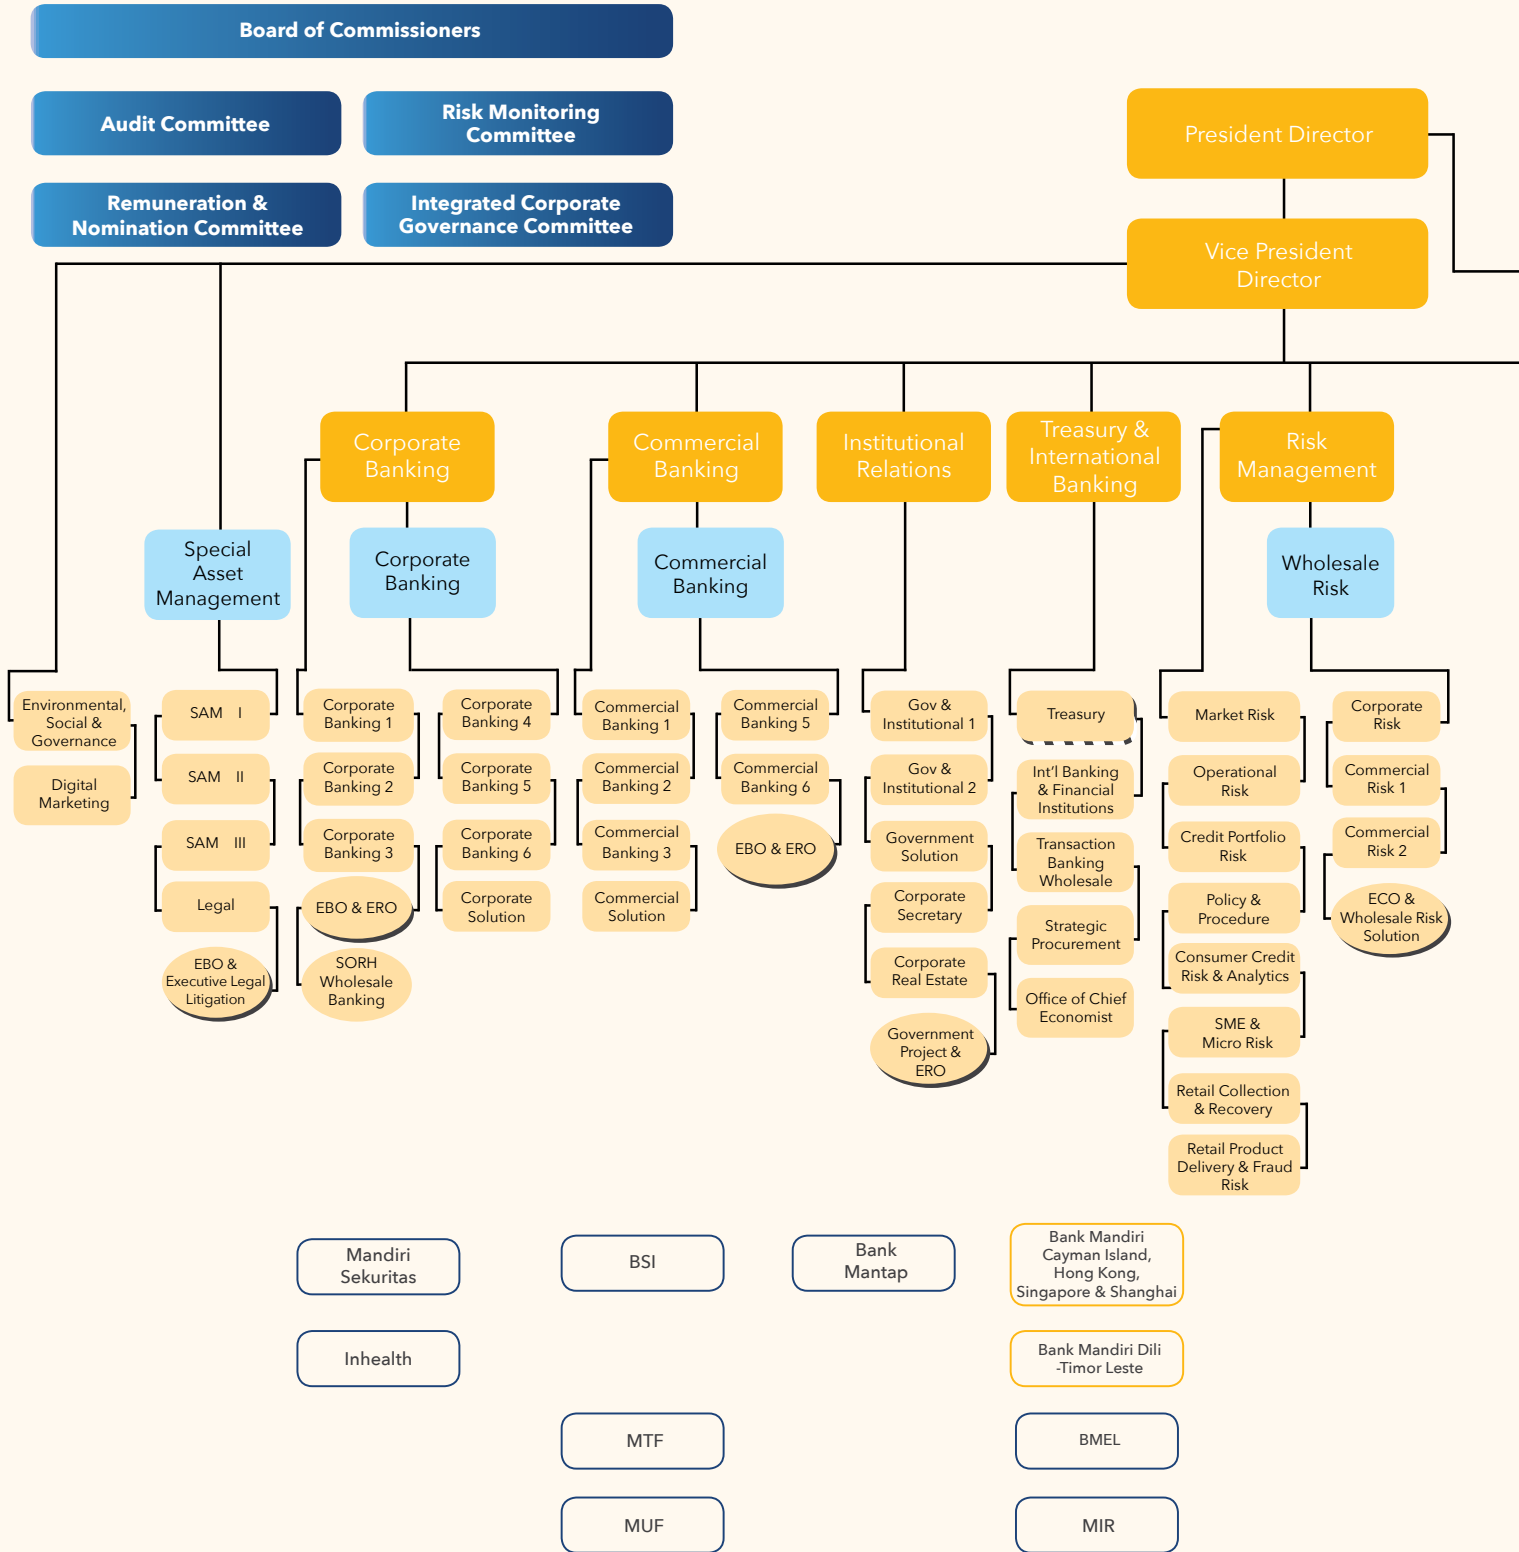 Board of Commissioners
Audit Committee
Risk Monitoring
Committee
Remuneration &
Nomination Committee
Integrated Corporate
Governance Committee
President Director
Vice President
Director
Corporate
Banking
Commercial
Banking
Institutional
Relations
Treasury &
International
Banking
Risk
Management
Special
Asset
Management
Corporate
Banking
Commercial
Banking
Wholesale
Risk
Environmental,
Social &
Governance
Digital
Marketing
SAM I
SAM II
SAM III
Legal
EBO &
Executive Legal
Litigation
Corporate
Banking 1
Corporate
Banking 2
Corporate
Banking 3
EBO & ERO
SORH
Wholesale
Banking
Corporate
Banking 4
Corporate
Banking 5
Corporate
Banking 6
Corporate
Solution
Commercial
Banking 1
Commercial
Banking 2
Commercial
Banking 3
Commercial
Solution
Commercial
Banking 5
Commercial
Banking 6
EBO & ERO
Gov &
Institutional 1
Gov &
Institutional 2
Government
Solution
Corporate
Secretary
Corporate
Real Estate
Government
Project &
ERO
Treasury
Int'l Banking
& Financial
Institutions
Transaction
Banking
Wholesale
Strategic
Procurement
Office of Chief
Economist
Market Risk
Operational
Risk
Credit Portfolio
Risk
Policy &
Procedure
Consumer Credit
Risk & Analytics
SME &
Micro Risk
Retail Collection
& Recovery
Retail Product
Delivery & Fraud
Risk
Corporate
Risk
Commercial
Risk 1
Commercial
Risk 2
ECO &
Wholesale Risk
Solution
Mandiri
Sekuritas
BSI
Bank
Mantap
Bank Mandiri
Cayman Island,
Hong Kong,
Singapore & Shanghai
Inhealth
Bank Mandiri Dili
-Timor Leste
MTF
BMEL
MUF
MIR